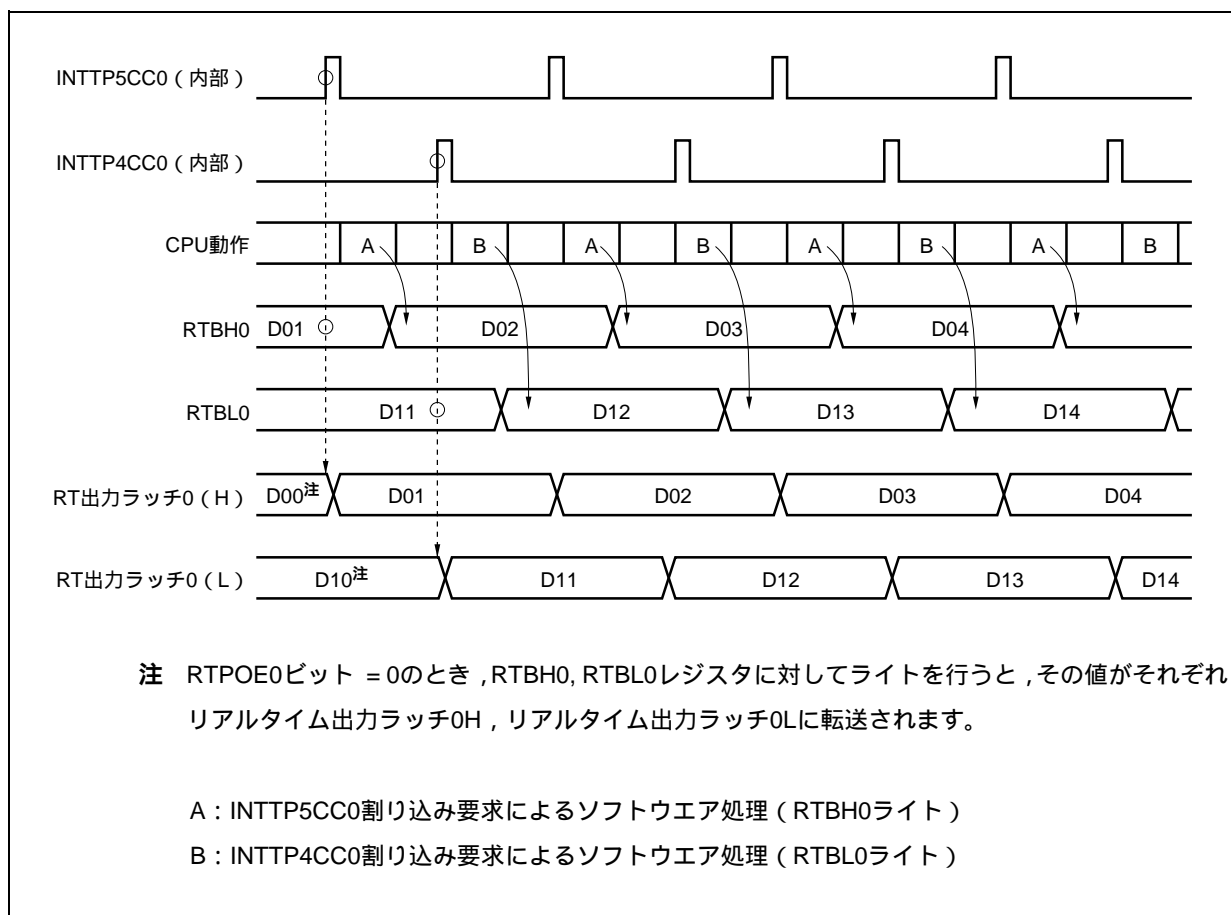 INTTP5CC0（内部）
INTTP4CC0（内部）
CPU動作 A B A B A B A B
RTBH0 D01 D02 D03 D04
RTBL0 D11 D12 D13 D14
RT出力ラッチ0（H） D00注 D01 D02 D03 D04
RT出力ラッチ0（L） D10注 D11 D12 D13 D14
注 RTPOE0ビット = 0のとき，RTBH0, RTBL0レジスタに対してライトを行うと，その値がそれぞれ
リアルタイム出力ラッチ0H，リアルタイム出力ラッチ0Lに転送されます。
A：INTTP5CC0割り込み要求によるソフトウエア処理（RTBH0ライト）
B：INTTP4CC0割り込み要求によるソフトウエア処理（RTBL0ライト）